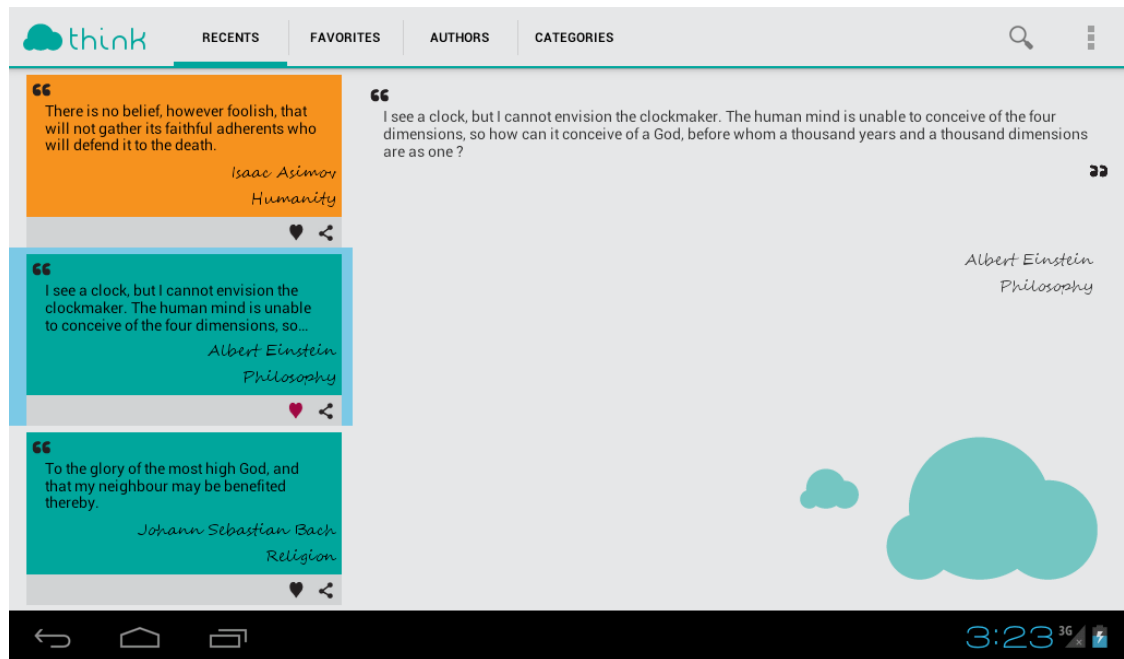 think RECENTS FAVORITES AUTHORS CATEGORIES
“
There is no belief, however foolish, that
will not gather its faithful adherents who
will defend it to the death.
Isaac Asimov
Humanity
“
I see a clock, but I cannot envision the
clockmaker. The human mind is unable
to conceive of the four dimensions, so...
Albert Einstein
Philosophy
“
To the glory of the most high God, and
that my neighbour may be benefited
thereby.
Johann Sebastian Bach
Religion
“
I see a clock, but I cannot envision the clockmaker. The human mind is unable to conceive of the four
dimensions, so how can it conceive of a God, before whom a thousand years and a thousand dimensions
are as one ?
”
Albert Einstein
Philosophy
3:23 3G